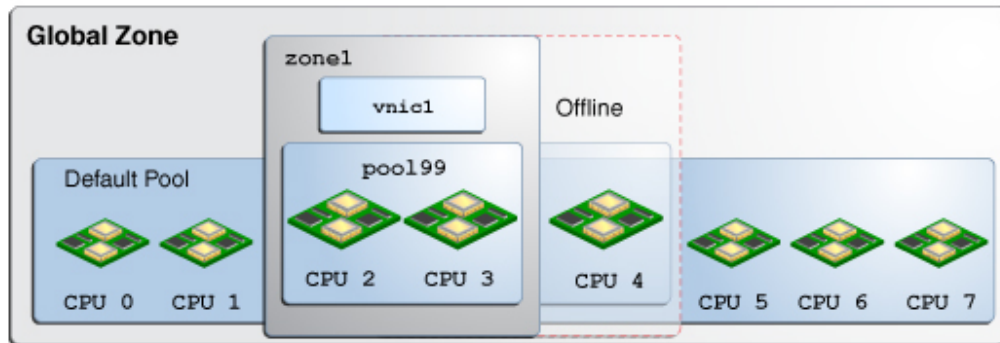 Global Zone
zone1
vnic1
Offline
pool99
Default Pool
CPU 0
CPU 1
CPU 2
CPU 3
CPU 4
CPU 5
CPU 6
CPU 7